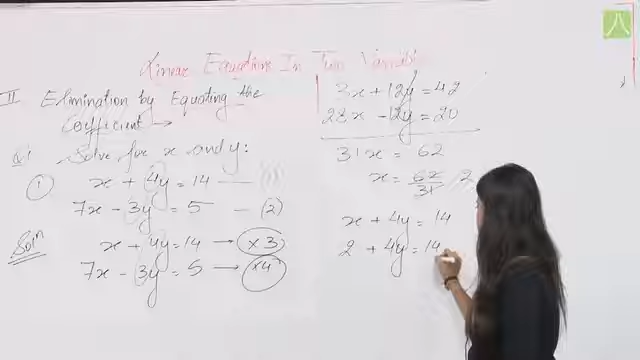 Linear Equations In Two Variable
II Elimination by Equating the
Coefficient →
Q1 Solve for x and y:
① x + 4y = 14 — (1)
7x - 3y = 5 — (2)
Soln x + 4y = 14 → ×3
7x - 3y = 5 → ×4
3x + 12y = 42
28x - 12y = 20
31x = 62
x = 62/31 2
x + 4y = 14
2 + 4y = 14